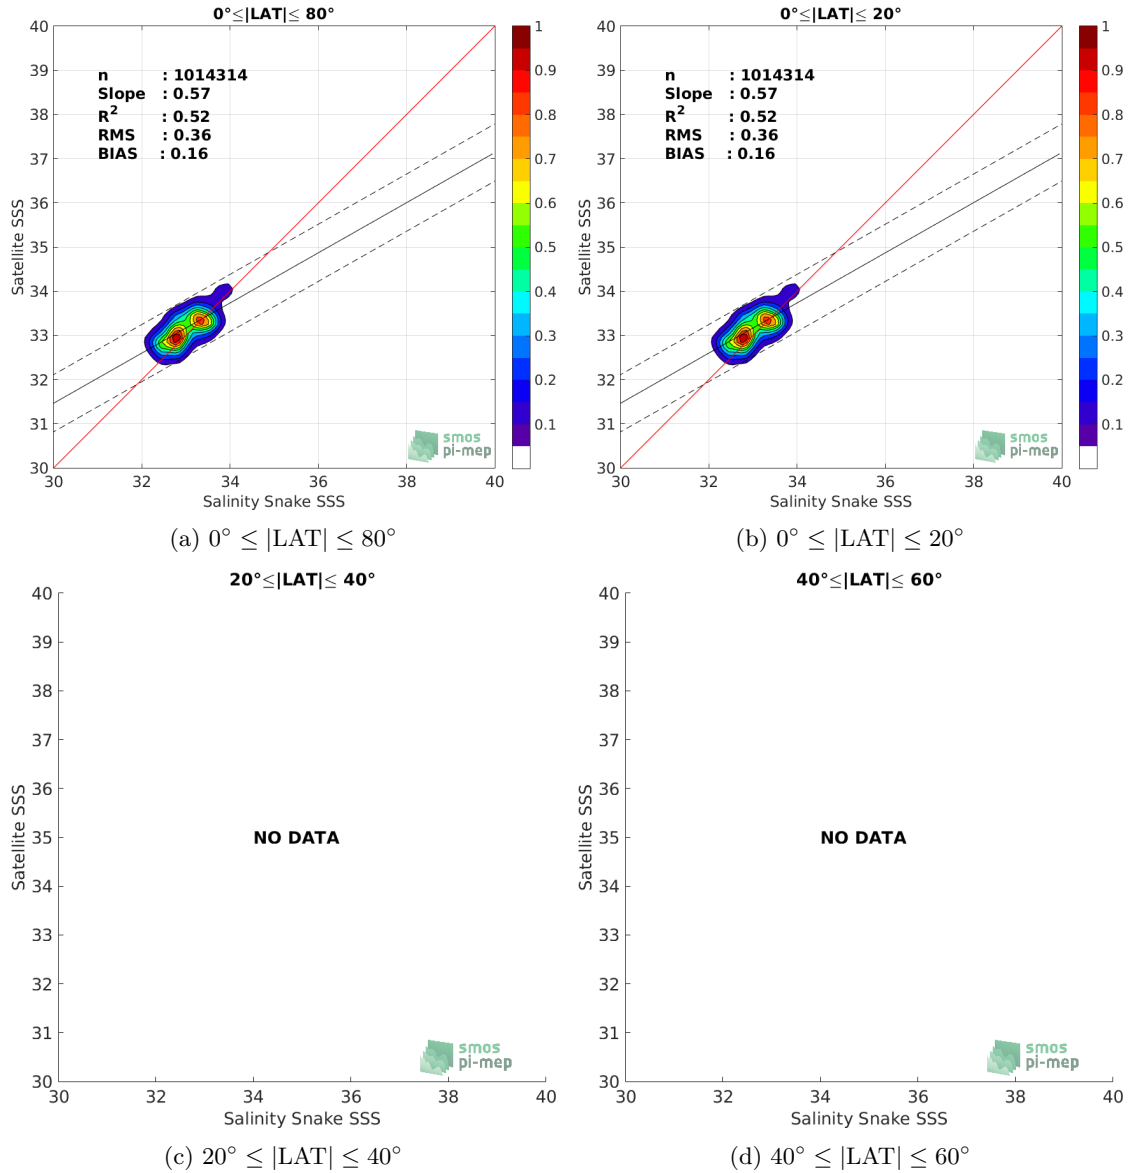 0°≤|LAT|≤ 80°
40
39
38
37
36
35
34
33
32
31
30
Satellite SSS
n : 1014314
Slope : 0.57
R² : 0.52
RMS : 0.36
BIAS : 0.16
1
0.9
0.8
0.7
0.6
0.5
0.4
0.3
0.2
0.1
smos
pi-mep
30 32 34 36 38 40
Salinity Snake SSS
(a) 0° ≤ |LAT| ≤ 80°
0°≤|LAT|≤ 20°
40
39
38
37
36
35
34
33
32
31
30
Satellite SSS
n : 1014314
Slope : 0.57
R² : 0.52
RMS : 0.36
BIAS : 0.16
1
0.9
0.8
0.7
0.6
0.5
0.4
0.3
0.2
0.1
smos
pi-mep
30 32 34 36 38 40
Salinity Snake SSS
(b) 0° ≤ |LAT| ≤ 20°
20°≤|LAT|≤ 40°
40
39
38
37
36
35
34
33
32
31
30
Satellite SSS
NO DATA
smos
pi-mep
30 32 34 36 38 40
Salinity Snake SSS
(c) 20° ≤ |LAT| ≤ 40°
40°≤|LAT|≤ 60°
40
39
38
37
36
35
34
33
32
31
30
Satellite SSS
NO DATA
smos
pi-mep
30 32 34 36 38 40
Salinity Snake SSS
(d) 40° ≤ |LAT| ≤ 60°